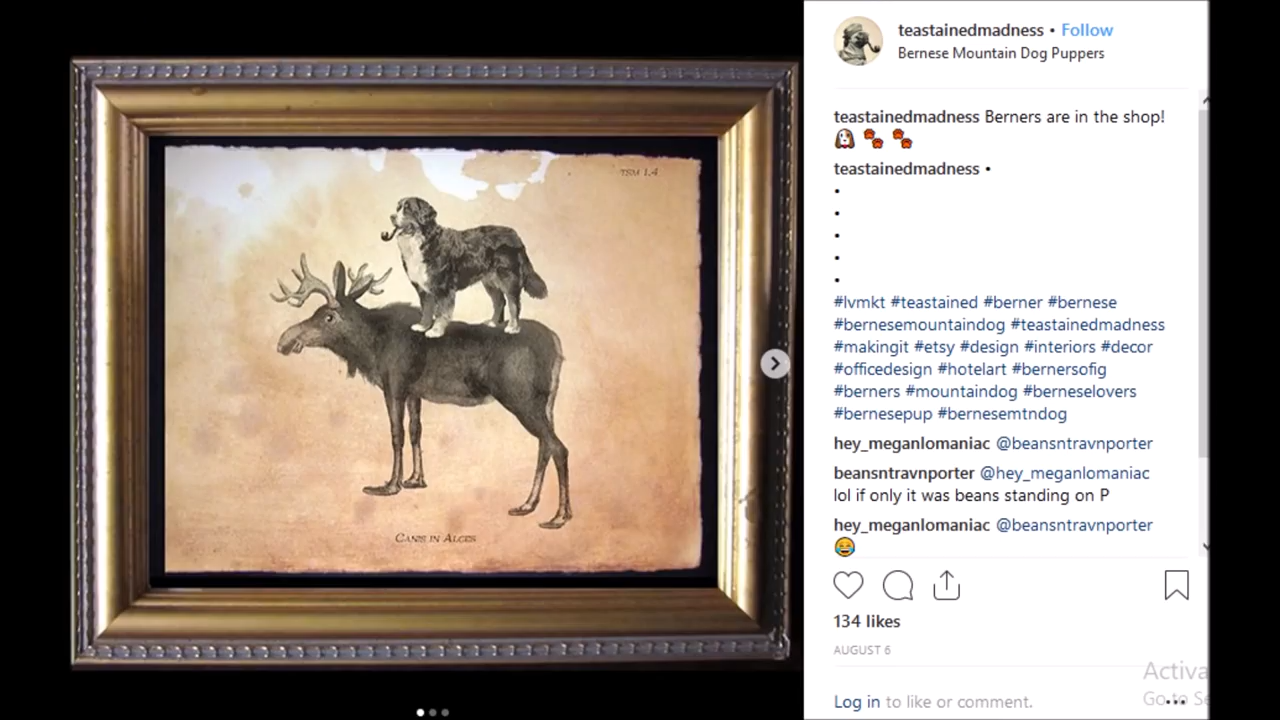 TSM 1.4
CANIS IN ALCES
teastainedmadness • Follow
Bernese Mountain Dog Puppers
teastainedmadness Berners are in the shop!
🐶 🐾 🐾
teastainedmadness •
•
•
•
•
•
#lvmkt #teastained #berner #bernese
#bernesemountaindog #teastainedmadness
#makingit #etsy #design #interiors #decor
#officedesign #hotelart #bernersofig
#berners #mountaindog #berneselovers
#bernesepup #bernesemtndog
hey_meganlomaniac @beansntravnporter
beansntravnporter @hey_meganlomaniac
lol if only it was beans standing on P
hey_meganlomaniac @beansntravnporter
😂
134 likes
AUGUST 6
Activa
Go to Se
Log in to like or comment.